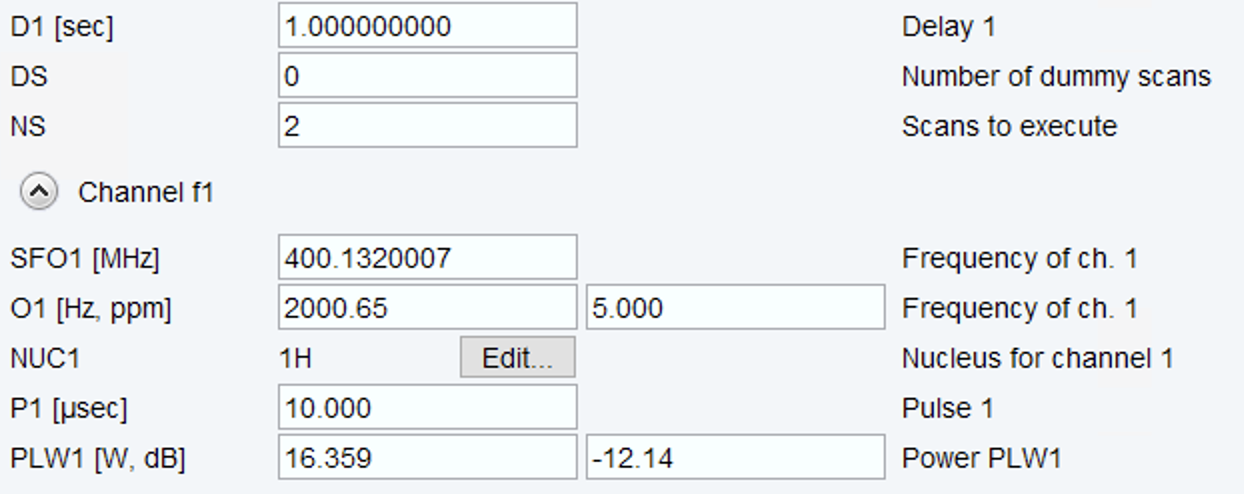 D1 [sec] 1.000000000 Delay 1
DS 0 Number of dummy scans
NS 2 Scans to execute
Channel f1
SFO1 [MHz] 400.1320007 Frequency of ch. 1
O1 [Hz, ppm] 2000.65 5.000 Frequency of ch. 1
NUC1 1H Edit... Nucleus for channel 1
P1 [µsec] 10.000 Pulse 1
PLW1 [W, dB] 16.359 -12.14 Power PLW1